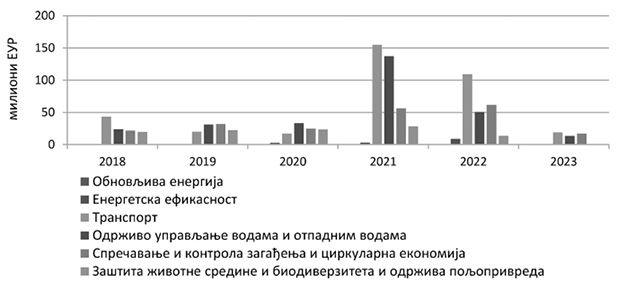 милиони ЕУР
200
150
100
50
0
2018 2019 2020 2021 2022 2023
Обновљива енергија
Енергетска ефикасност
Транспорт
Одрживо управљање водама и отпадним водама
Спречавање и контрола загађења и циркуларна економија
Заштита животне средине и биодиверзитета и одржива пољопривреда